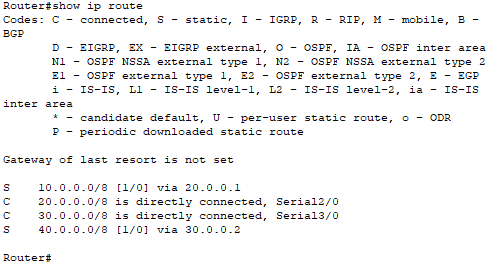 Router#show ip route
Codes: C - connected, S - static, I - IGRP, R - RIP, M - mobile, B -
BGP
D - EIGRP, EX - EIGRP external, O - OSPF, IA - OSPF inter area
N1 - OSPF NSSA external type 1, N2 - OSPF NSSA external type 2
E1 - OSPF external type 1, E2 - OSPF external type 2, E - EGP
i - IS-IS, L1 - IS-IS level-1, L2 - IS-IS level-2, ia - IS-IS
inter area
* - candidate default, U - per-user static route, o - ODR
P - periodic downloaded static route
Gateway of last resort is not set
S 10.0.0.0/8 [1/0] via 20.0.0.1
C 20.0.0.0/8 is directly connected, Serial2/0
C 30.0.0.0/8 is directly connected, Serial3/0
S 40.0.0.0/8 [1/0] via 30.0.0.2
Router#